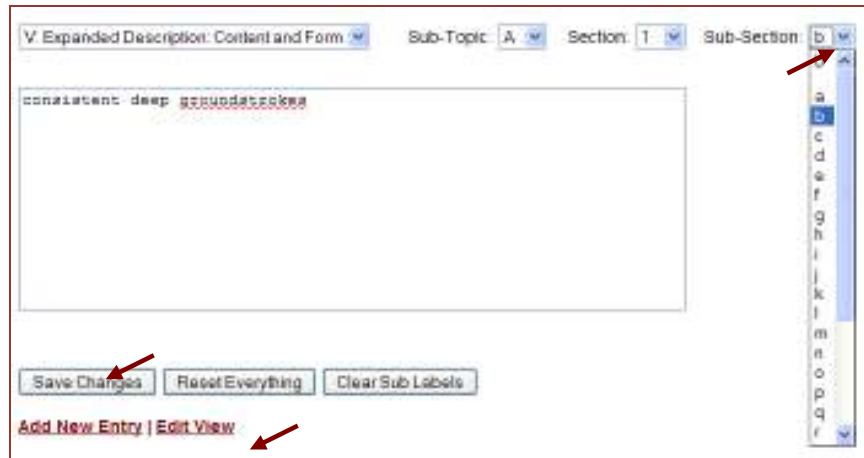 V. Expanded Description: Content and Form Sub-Topic: A Section: 1 Sub-Section: b
consistent deep groundstrokes
a
b
c
d
e
f
g
h
i
j
k
l
m
n
o
p
q
r
Save Changes Reset Everything Clear Sub Labels
Add New Entry | Edit View